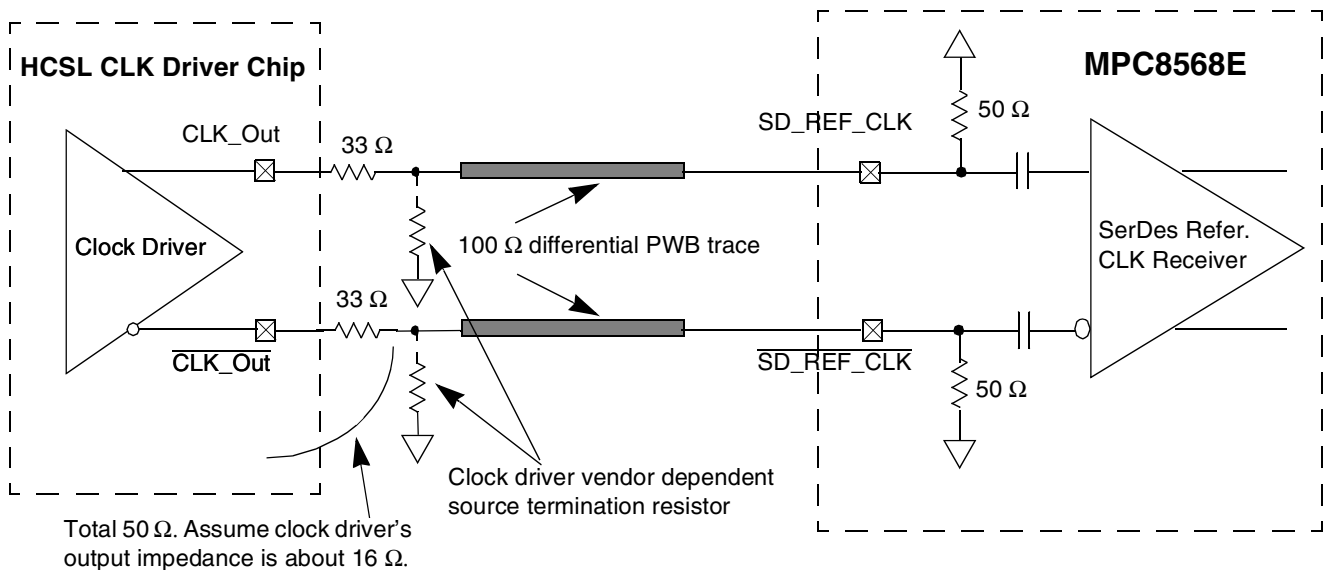 HCSL CLK Driver Chip
MPC8568E
CLK_Out
33 Ω
SD_REF_CLK
50 Ω
Clock Driver
100 Ω differential PWB trace
SerDes Refer.
CLK Receiver
33 Ω
CLK_Out
SD_REF_CLK
50 Ω
Clock driver vendor dependent
source termination resistor
Total 50 Ω. Assume clock driver's
output impedance is about 16 Ω.